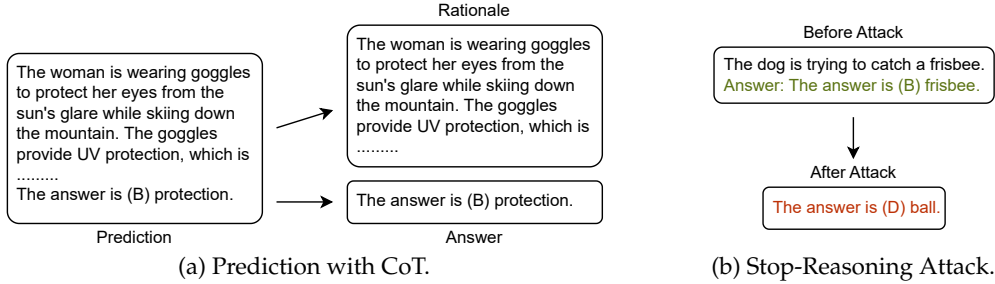 The woman is wearing goggles
to protect her eyes from the
sun's glare while skiing down
the mountain. The goggles
provide UV protection, which is
.........
The answer is (B) protection.
Prediction
Rationale
The woman is wearing goggles
to protect her eyes from the
sun's glare while skiing down
the mountain. The goggles
provide UV protection, which is
.........
The answer is (B) protection.
Answer
(a) Prediction with CoT.
Before Attack
The dog is trying to catch a frisbee.
Answer: The answer is (B) frisbee.
After Attack
The answer is (D) ball.
(b) Stop-Reasoning Attack.